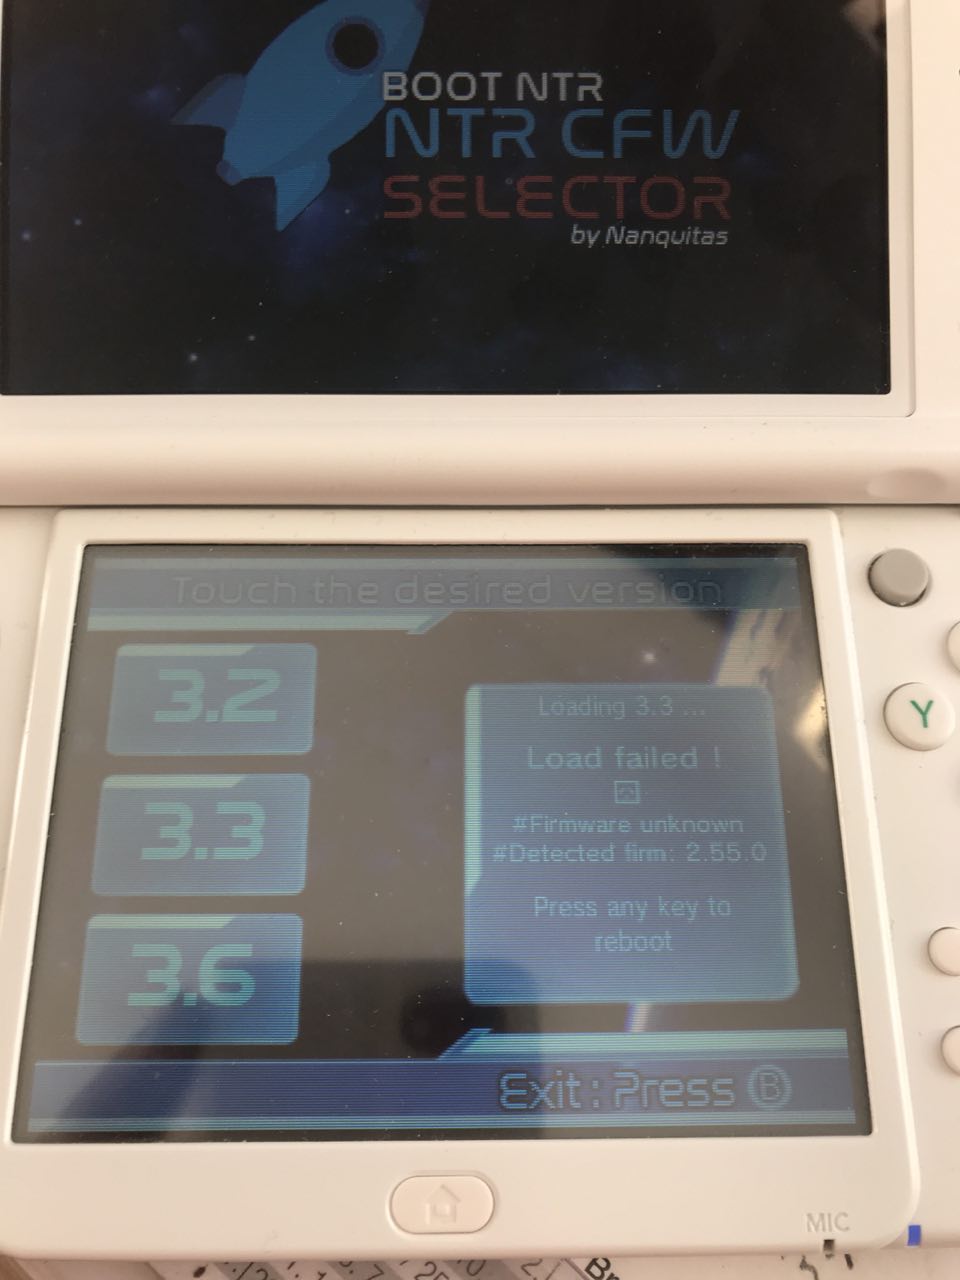 BOOT NTR
NTR CFW
SELECTOR
by Nanquitas
Touch the desired version
3.2
3.3
3.6
Loading 3.3 ...
Load failed !
#Firmware unknown
#Detected firm: 2.55.0
Press any key to
reboot
Exit : Press B
Y
MIC